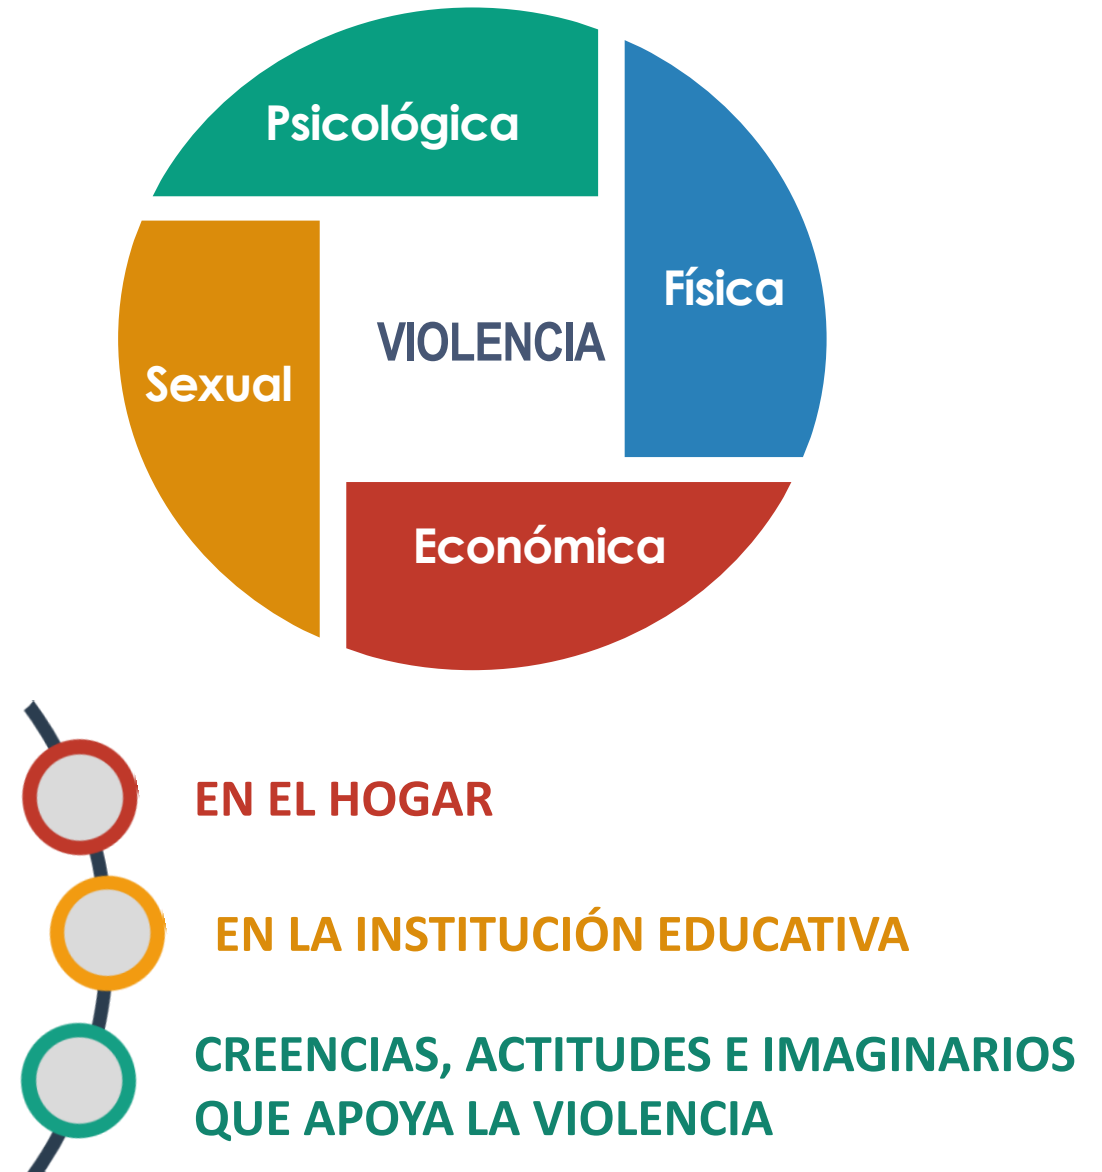 Psicológica
Física
VIOLENCIA
Sexual
Económica
EN EL HOGAR
EN LA INSTITUCIÓN EDUCATIVA
CREENCIAS, ACTITUDES E IMAGINARIOS
QUE APOYA LA VIOLENCIA